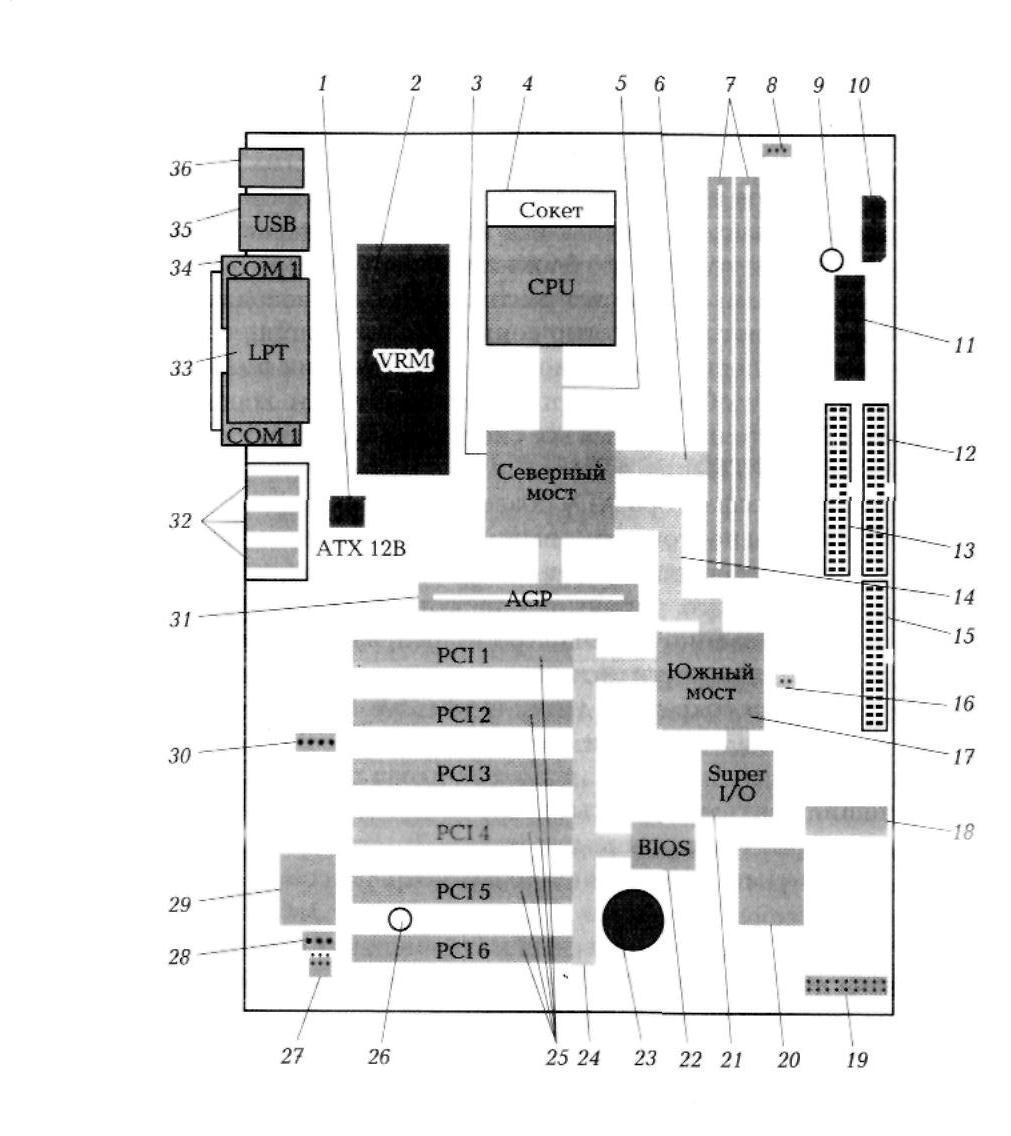 1 2 3 4 5 6 7 8 9 10
36
35
34
33
32
31
30
29
28
USB
COM 1
LPT
COM 1
VRM
Сокет
CPU
Северный
мост
ATX 12В
AGP
PCI 1
PCI 2
PCI 3
PCI 4
PCI 5
PCI 6
Южный
мост
Super
I/O
BIOS
11
12
13
14
15
16
17
18
27 26 25 24 23 22 21 20 19